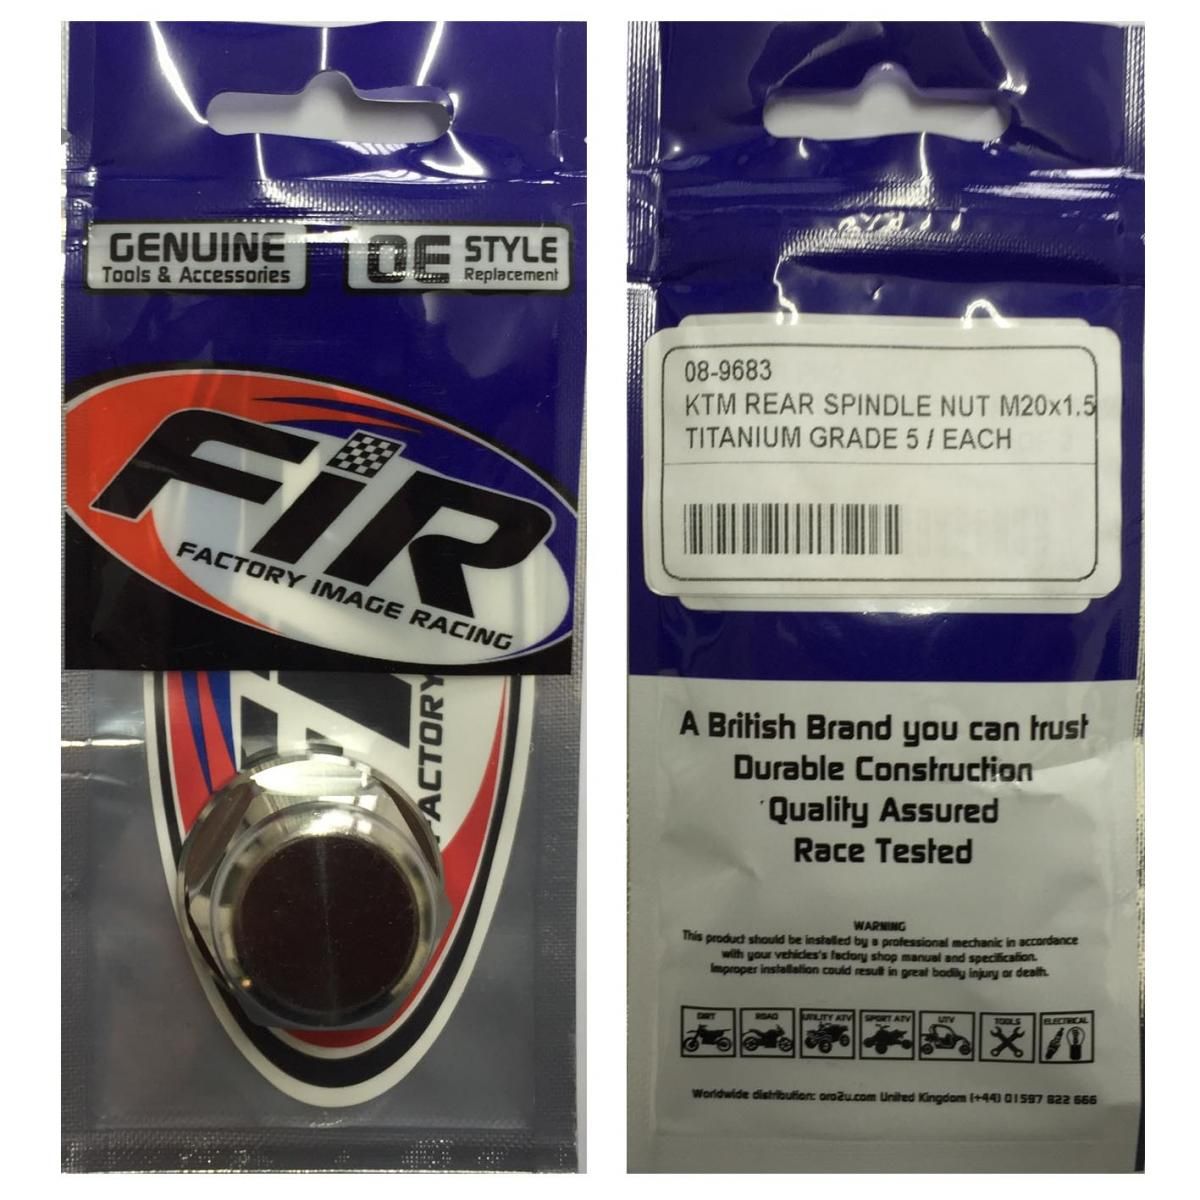 GENUINE
Tools & Accessories
OE STYLE
Replacement
FiR
FACTORY IMAGE RACING
FACTORY
08-9683
KTM REAR SPINDLE NUT M20x1.5
TITANIUM GRADE 5 / EACH
A British Brand you can trust
Durable Construction
Quality Assured
Race Tested
WARNING
This product should be installed by a professional mechanic in accordance
with your vehicles's factory shop manual and specification.
Improper installation could result in great bodily injury or death.
DIRT ROAD UTILITY ATV SPORT ATV UTV TOOLS ELECTRICAL
Worldwide distribution: oro2u.com United Kingdom (+44) 01597 822 666